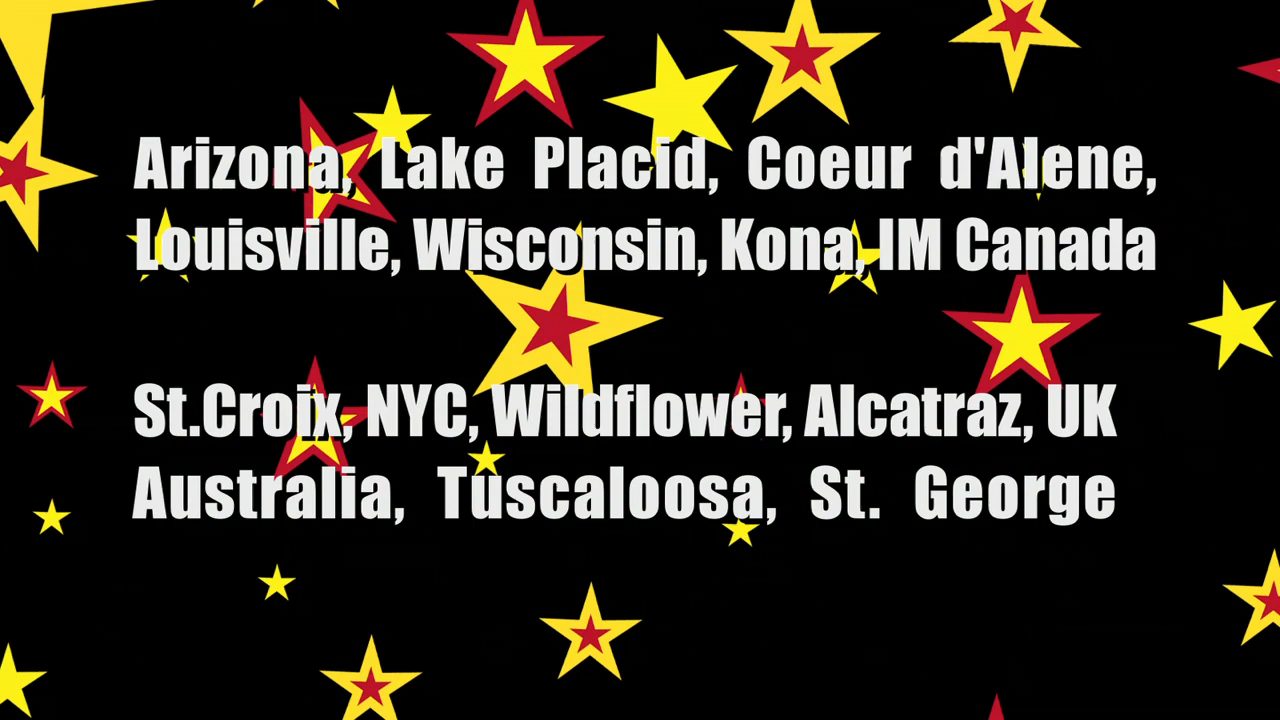 Arizona, Lake Placid, Coeur d'Alene,
Louisville, Wisconsin, Kona, IM Canada
St.Croix, NYC, Wildflower, Alcatraz, UK
Australia, Tuscaloosa, St. George